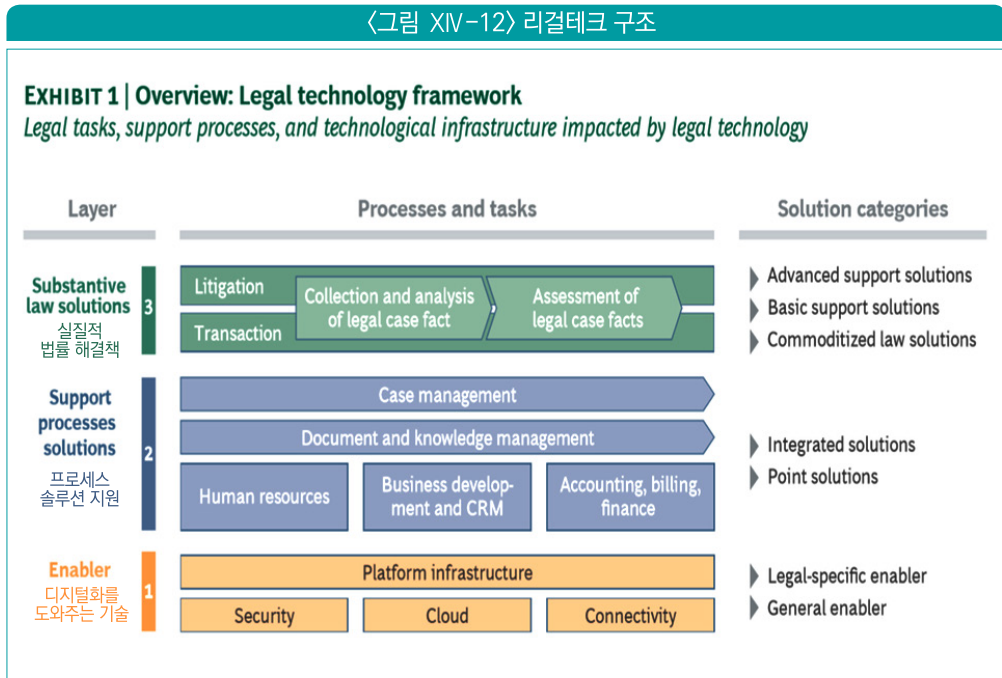 〈그림 XIV-12〉 리걸테크 구조
EXHIBIT 1 | Overview: Legal technology framework
Legal tasks, support processes, and technological infrastructure impacted by legal technology
Layer
Processes and tasks
Solution categories
Substantive
law solutions
실질적
법률 해결책
3
Litigation
Transaction
Collection and analysis
of legal case fact
Assessment of
legal case facts
Advanced support solutions
Basic support solutions
Commoditized law solutions
Support
processes
solutions
프로세스
솔루션 지원
2
Case management
Document and knowledge management
Human resources
Business develop-
ment and CRM
Accounting, billing,
finance
Integrated solutions
Point solutions
Enabler
디지털화를
도와주는 기술
1
Platform infrastructure
Security
Cloud
Connectivity
Legal-specific enabler
General enabler